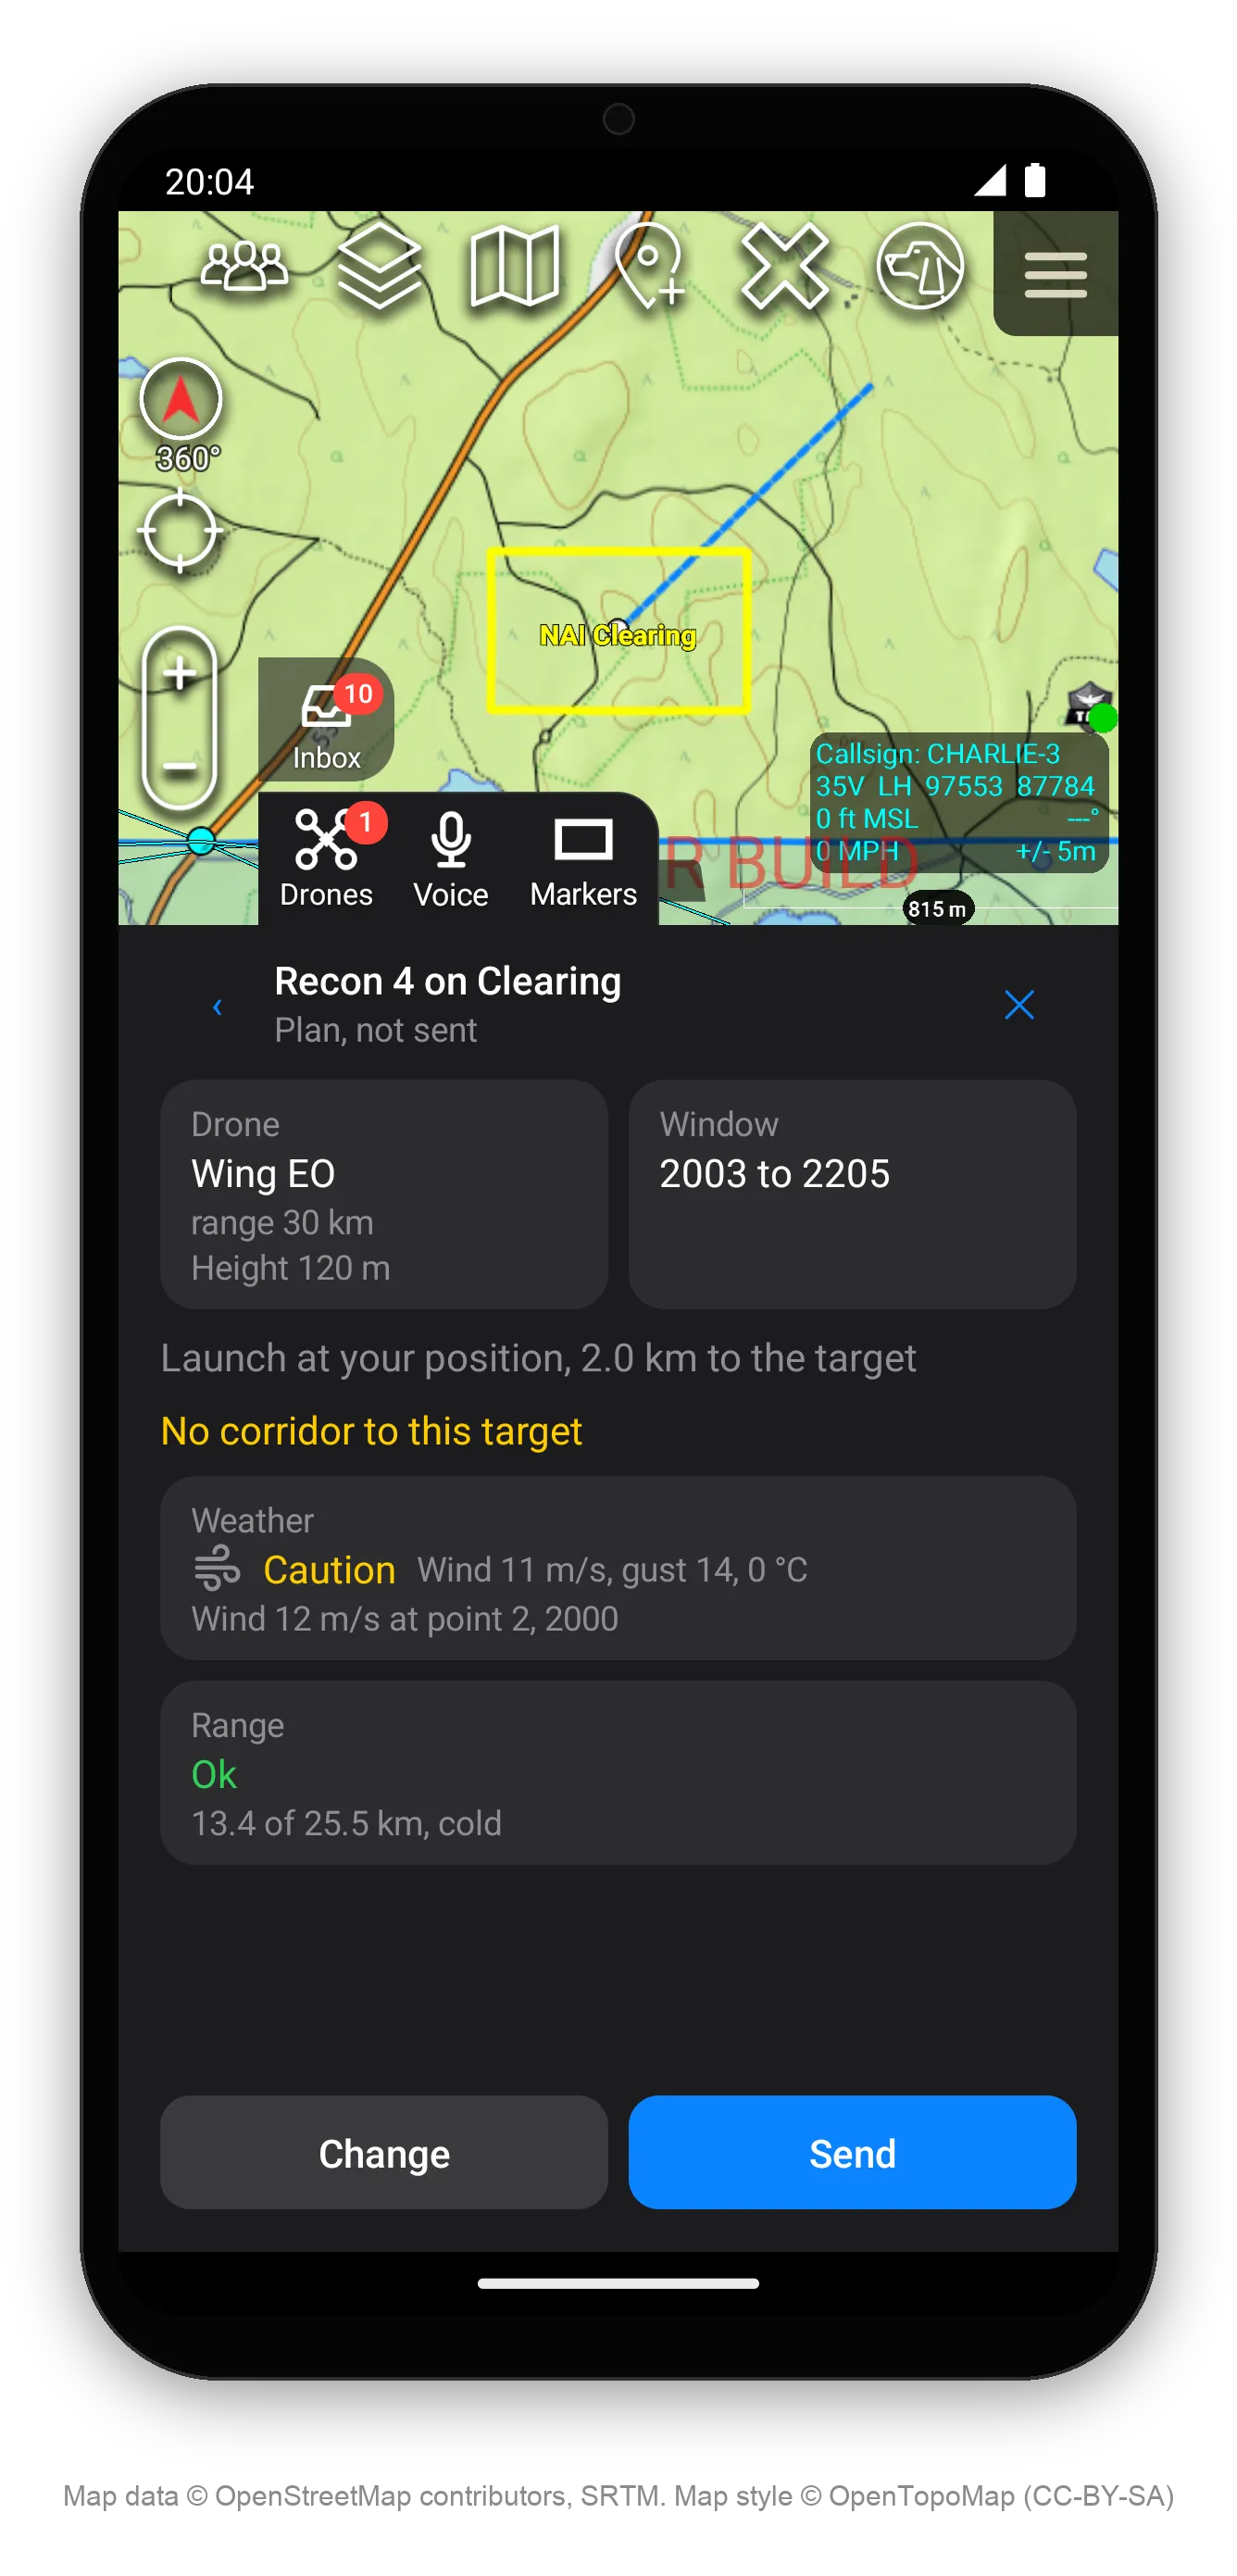 20:04
360°
NAI Clearing
10
Inbox
Callsign: CHARLIE-3
35V LH 97553 87784
0 ft MSL ---°
0 MPH +/- 5m
1
Drones Voice Markers
R BUILD
815 m
Recon 4 on Clearing
Plan, not sent
Drone
Wing EO
range 30 km
Height 120 m
Window
2003 to 2205
Launch at your position, 2.0 km to the target
No corridor to this target
Weather
Caution Wind 11 m/s, gust 14, 0 °C
Wind 12 m/s at point 2, 2000
Range
Ok
13.4 of 25.5 km, cold
Change
Send
Map data © OpenStreetMap contributors, SRTM. Map style © OpenTopoMap (CC-BY-SA)